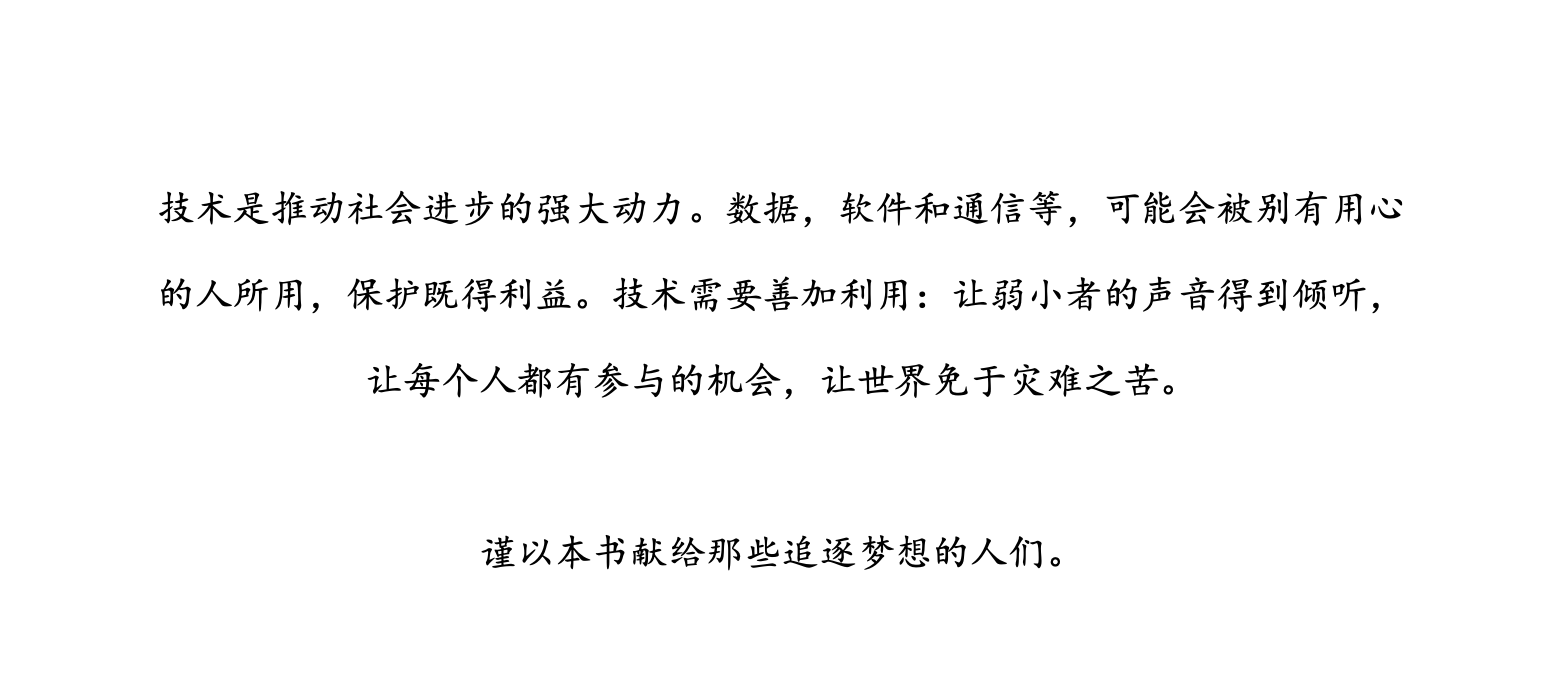 技术是推动社会进步的强大动力。数据，软件和通信等，可能会被别有用心
的人所用，保护既得利益。技术需要善加利用：让弱小者的声音得到倾听，
让每个人都有参与的机会，让世界免于灾难之苦。
谨以本书献给那些追逐梦想的人们。